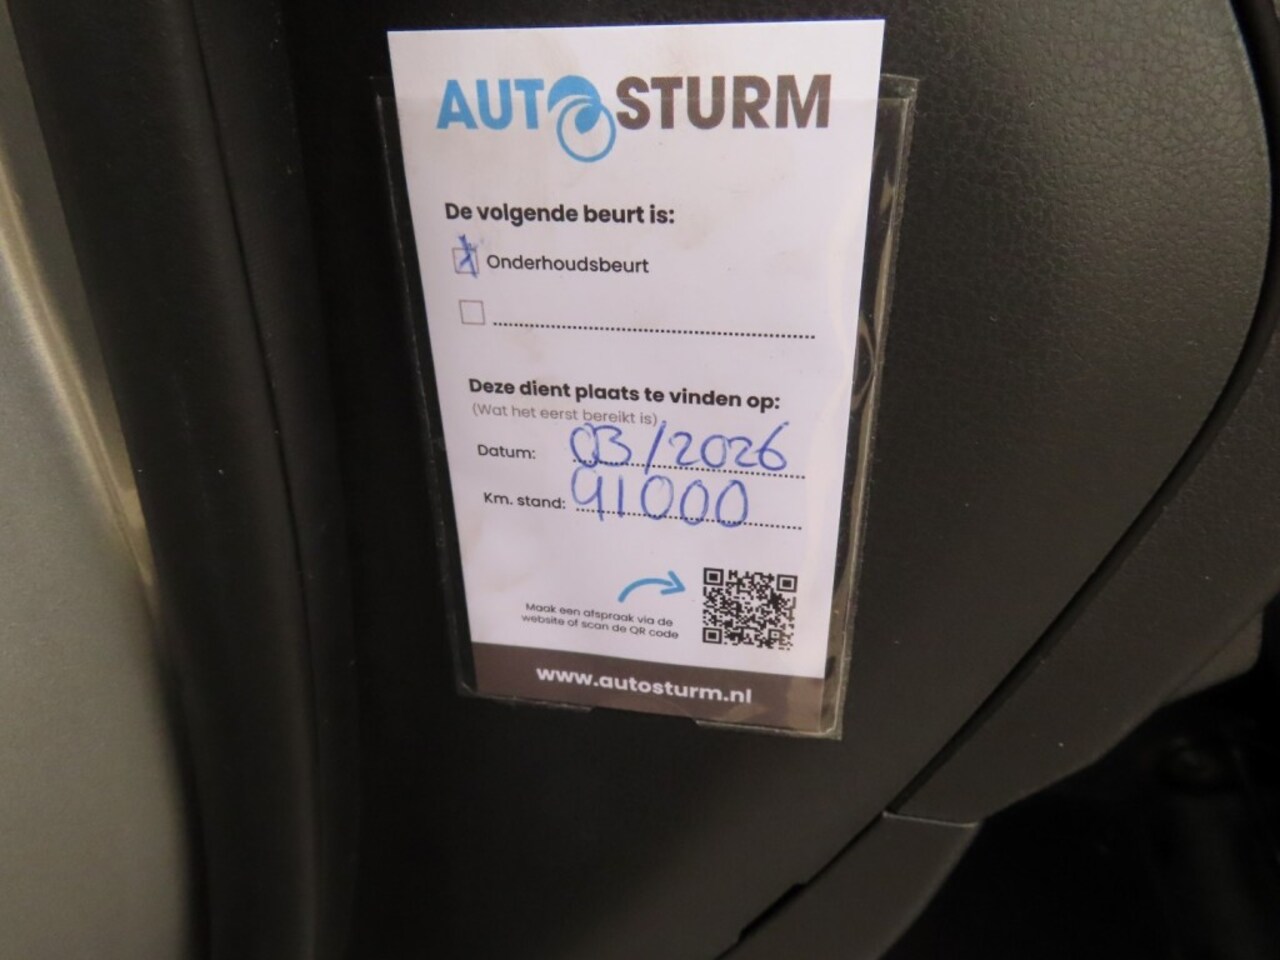 AUTOSTURM
De volgende beurt is:
Onderhoudsbeurt
Deze dient plaats te vinden op:
(Wat het eerst bereikt is)
Datum: 03/2026
Km. stand: 91000
Maak een afspraak via de
website of scan de QR code
www.autosturm.nl